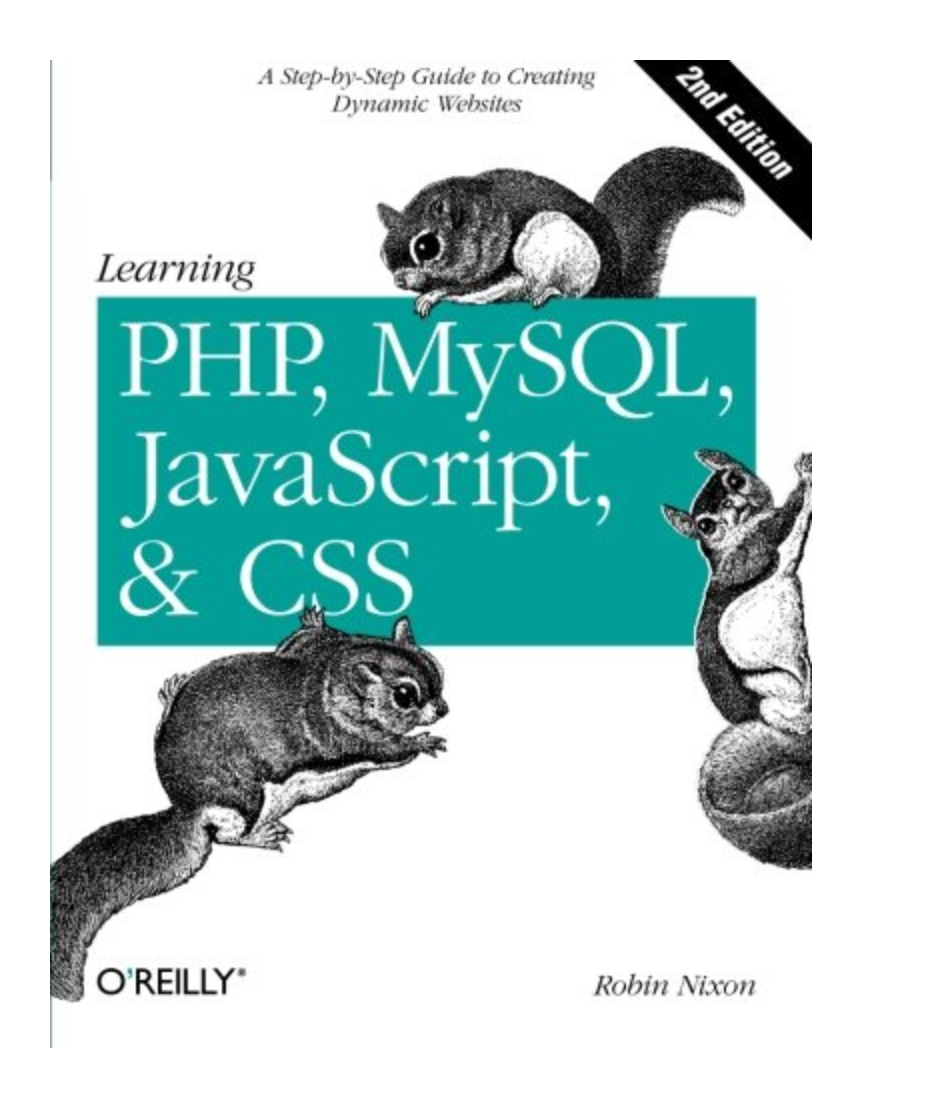 A Step-by-Step Guide to Creating
Dynamic Websites
2nd Edition
Learning
PHP, MySQL,
JavaScript,
& CSS
O'REILLY®
Robin Nixon